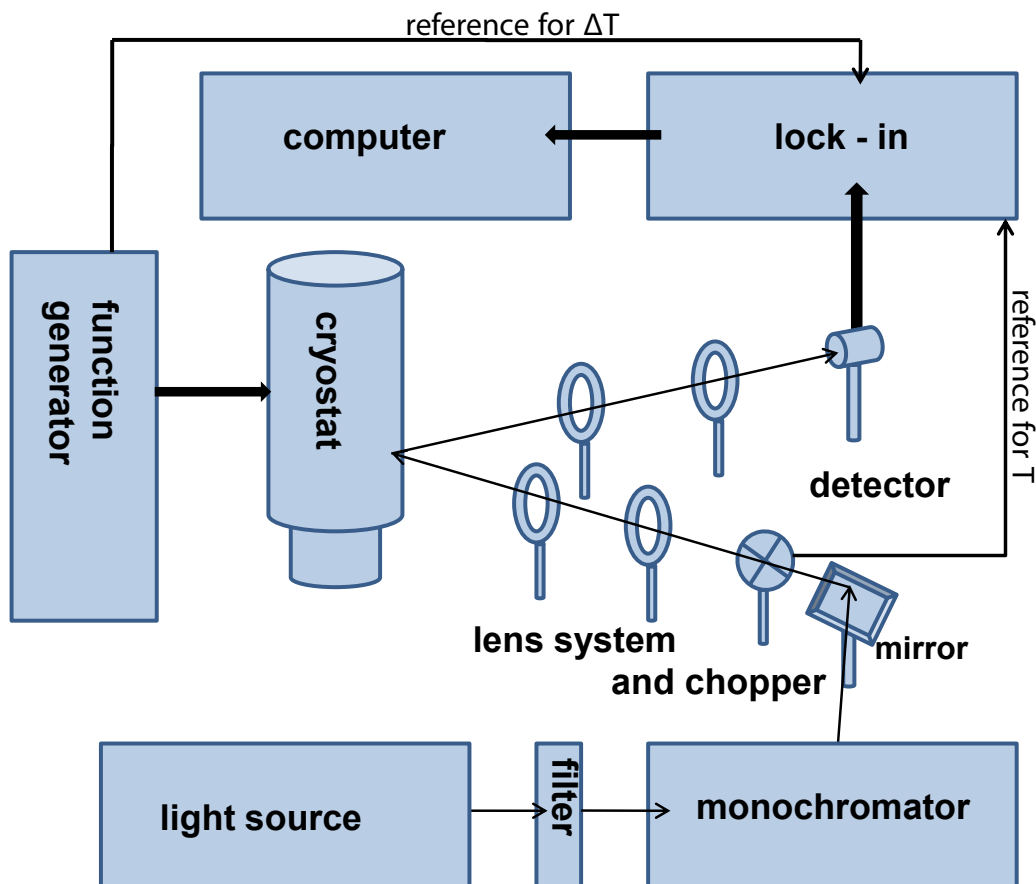 reference for ΔT
computer
lock - in
function
generator
cryostat
reference for T
detector
lens system
and chopper
mirror
light source
filter
monochromator